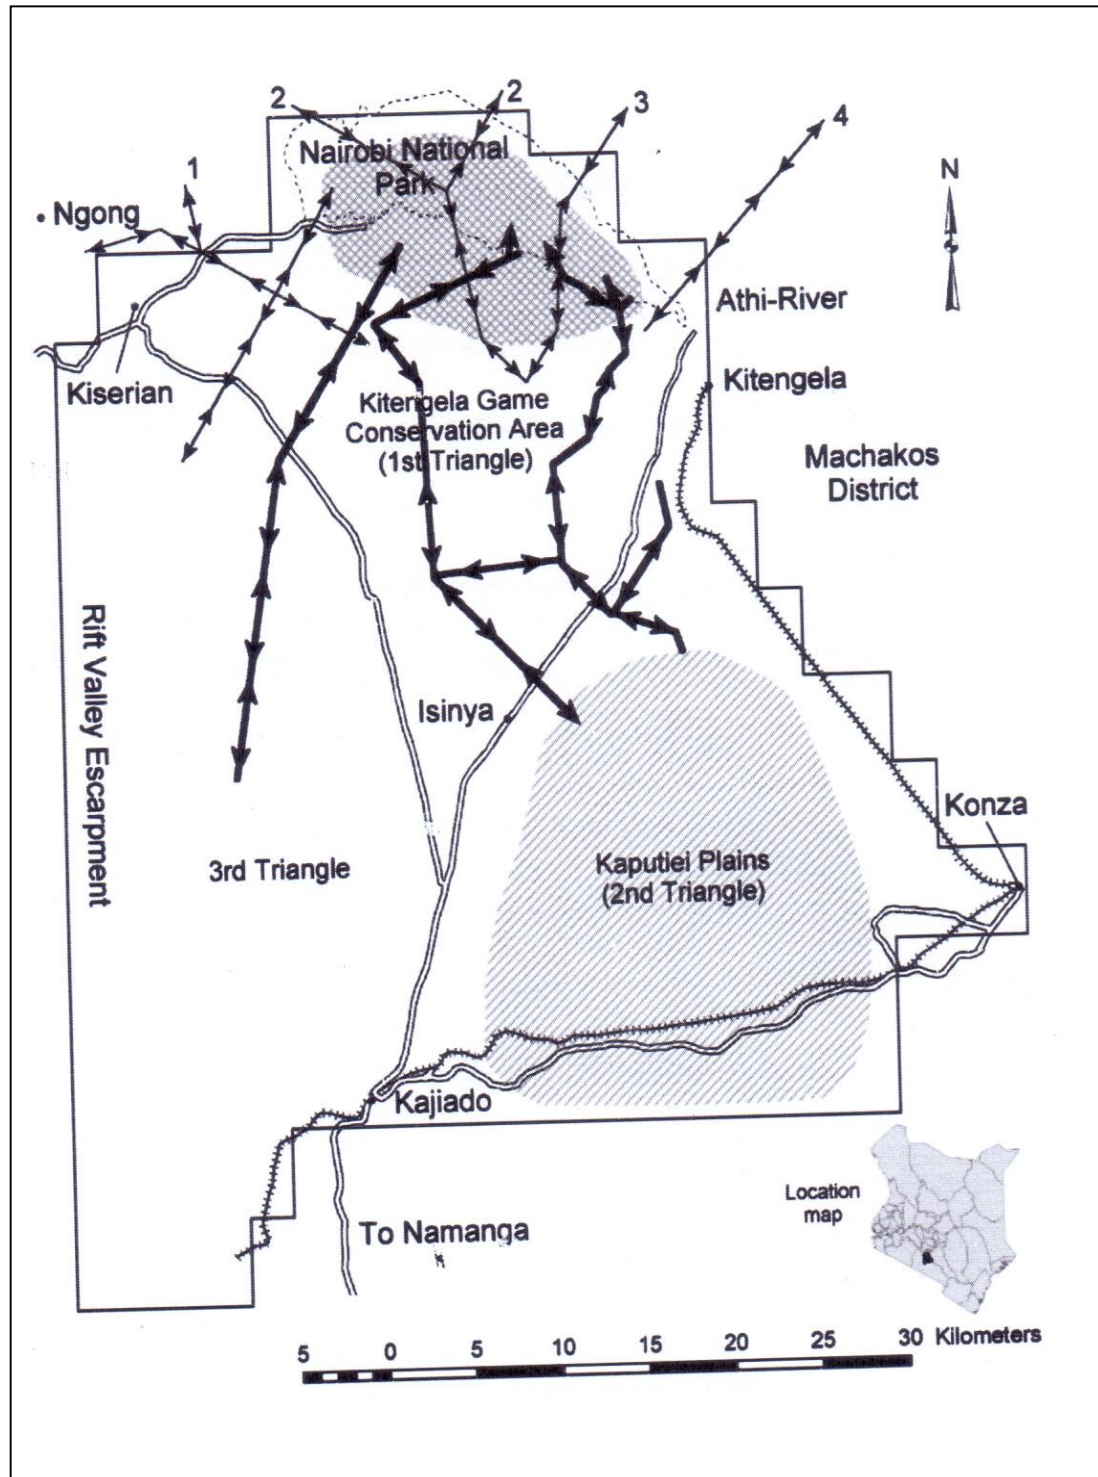 2
2
3
4
1
Nairobi National
Park
N
Ngong
Athi-River
Kiserian
Kitengela
Kitengela Game
Conservation Area
(1st Triangle)
Machakos
District
Rift Valley Escarpment
Isinya
Konza
3rd Triangle
Kaputiei Plains
(2nd Triangle)
Kajiado
Location
map
To Namanga
5 0 5 10 15 20 25 30 Kilometers